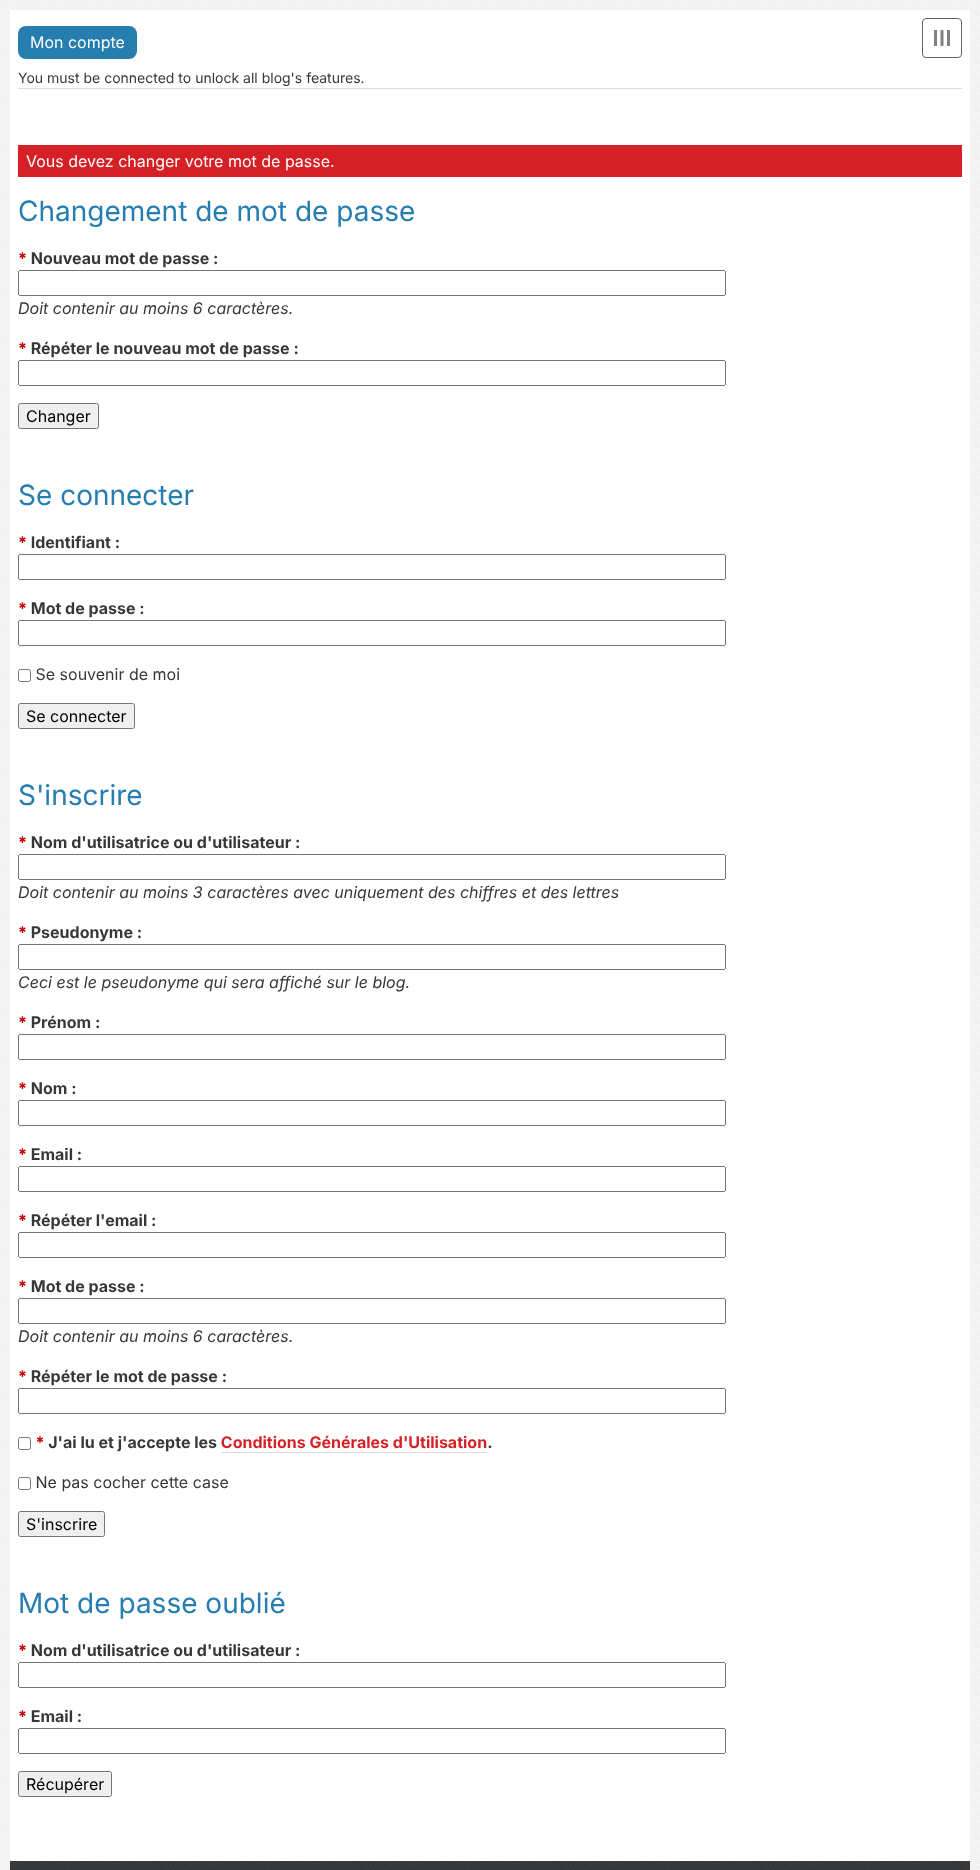 Mon compte
You must be connected to unlock all blog's features.
Vous devez changer votre mot de passe.
Changement de mot de passe
* Nouveau mot de passe :
Doit contenir au moins 6 caractères.
* Répéter le nouveau mot de passe :
Changer
Se connecter
* Identifiant :
* Mot de passe :
Se souvenir de moi
Se connecter
S'inscrire
* Nom d'utilisatrice ou d'utilisateur :
Doit contenir au moins 3 caractères avec uniquement des chiffres et des lettres
* Pseudonyme :
Ceci est le pseudonyme qui sera affiché sur le blog.
* Prénom :
* Nom :
* Email :
* Répéter l'email :
* Mot de passe :
Doit contenir au moins 6 caractères.
* Répéter le mot de passe :
* J'ai lu et j'accepte les Conditions Générales d'Utilisation.
Ne pas cocher cette case
S'inscrire
Mot de passe oublié
* Nom d'utilisatrice ou d'utilisateur :
* Email :
Récupérer